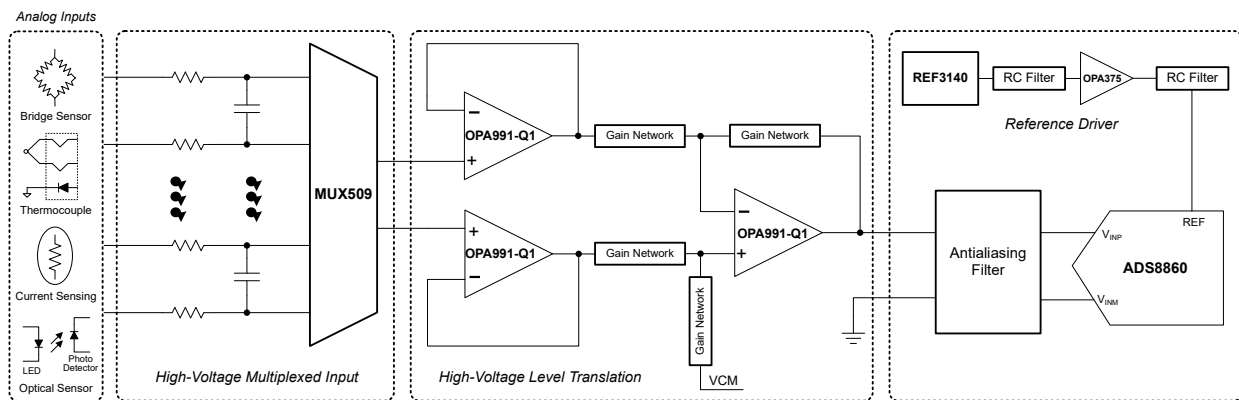 Analog Inputs
Bridge Sensor
Thermocouple
Current Sensing
LED
Photo
Detector
Optical Sensor
MUX509
High-Voltage Multiplexed Input
OPA991-Q1
−
+
Gain Network
Gain Network
+
−
OPA991-Q1
Gain Network
−
+
OPA991-Q1
Gain Network
VCM
High-Voltage Level Translation
REF3140
RC Filter
OPA375
RC Filter
Reference Driver
Antialiasing
Filter
REF
VINP
ADS8860
VINM